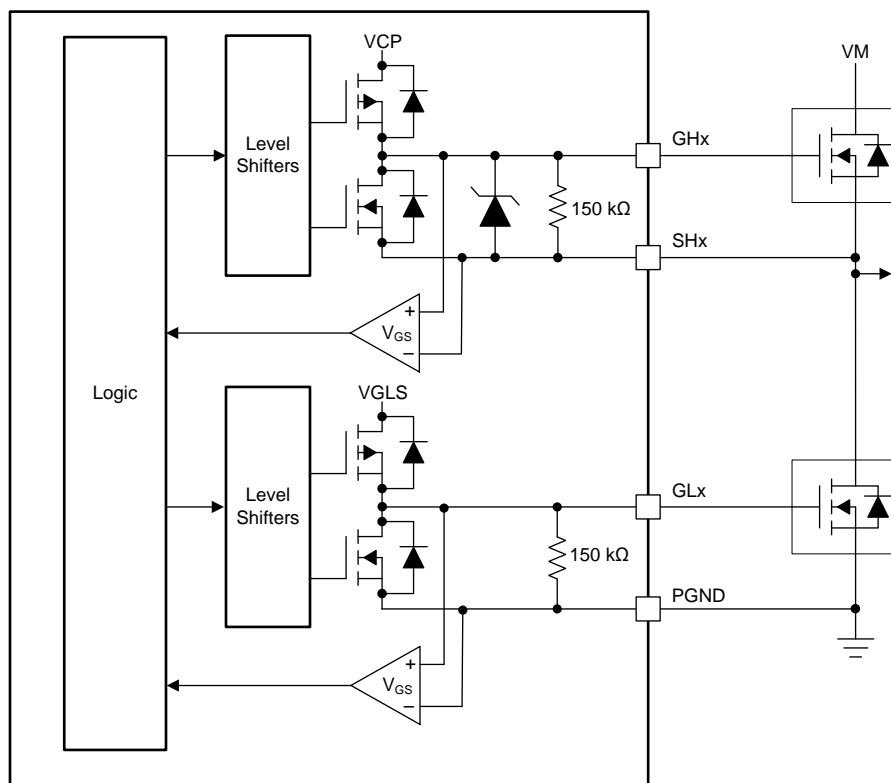 VCP
VM
Level
Shifters
GHx
150 kΩ
SHx
+
VGS
−
Logic
VGLS
Level
Shifters
GLx
150 kΩ
PGND
+
VGS
−